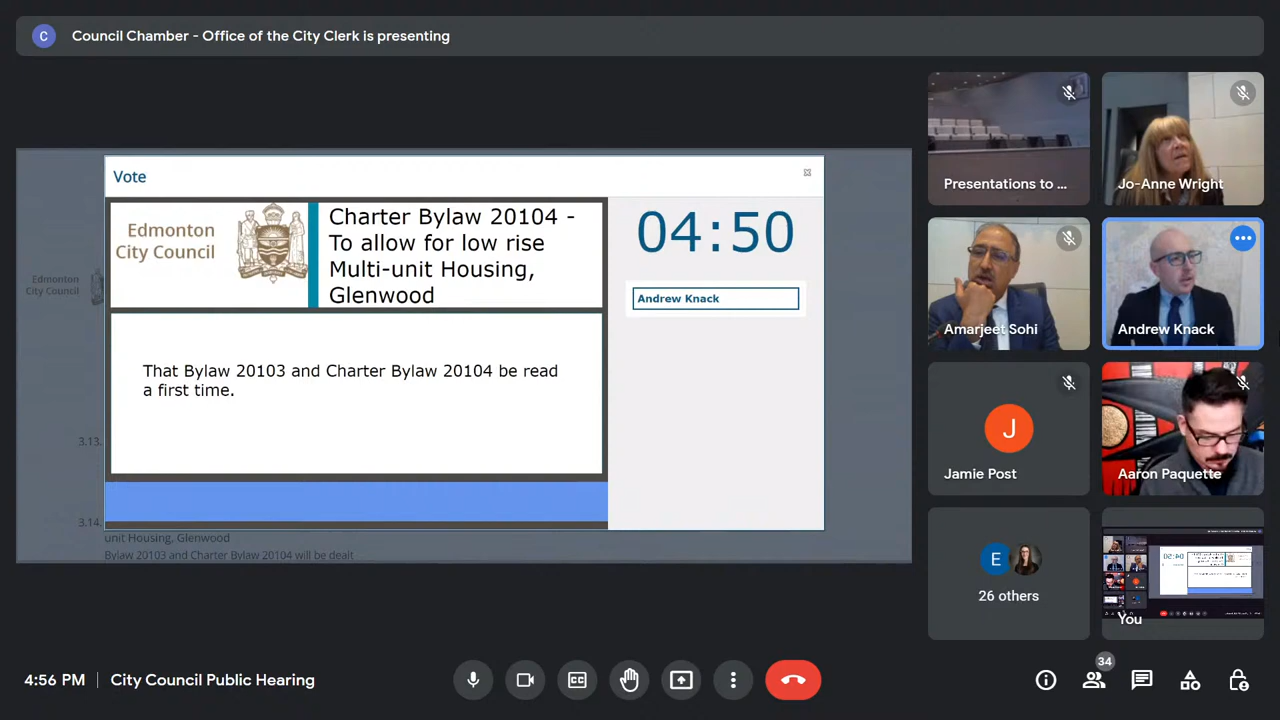 C
Council Chamber - Office of the City Clerk is presenting
Vote
Edmonton
City Council
Charter Bylaw 20104 -
To allow for low rise
Multi-unit Housing,
Glenwood
04:50
Andrew Knack
That Bylaw 20103 and Charter Bylaw 20104 be read
a first time.
Edmonton
City Council
3.13.
3.14.
unit Housing, Glenwood
Bylaw 20103 and Charter Bylaw 20104 will be dealt
Presentations to ...
Jo-Anne Wright
Amarjeet Sohi
Andrew Knack
J
Jamie Post
Aaron Paquette
E
26 others
You
4:56 PM
City Council Public Hearing
34